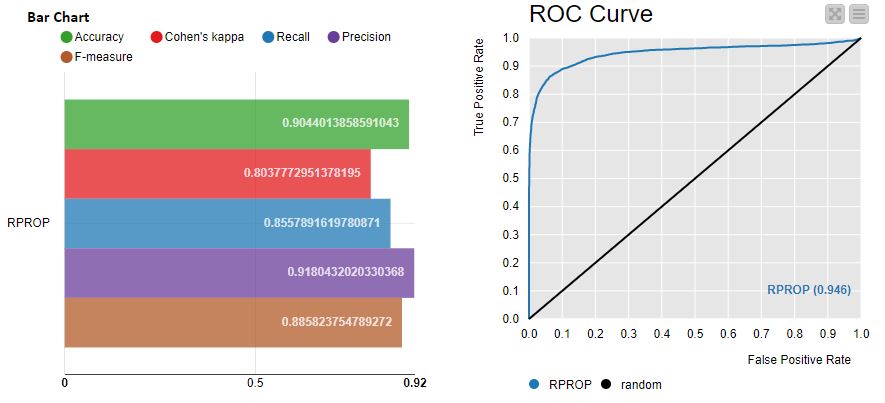 Bar Chart
Accuracy Cohen's kappa Recall Precision
F-measure
0.9044013858591043
0.8037772951378195
RPROP
0.8557891619780871
0.9180432020330368
0.885823754789272
0 0.5 0.92
ROC Curve
True Positive Rate
1.0
0.9
0.8
0.7
0.6
0.5
0.4
0.3
0.2
0.1
0.0
RPROP (0.946)
0.0 0.1 0.2 0.3 0.4 0.5 0.6 0.7 0.8 0.9 1.0
False Positive Rate
RPROP random